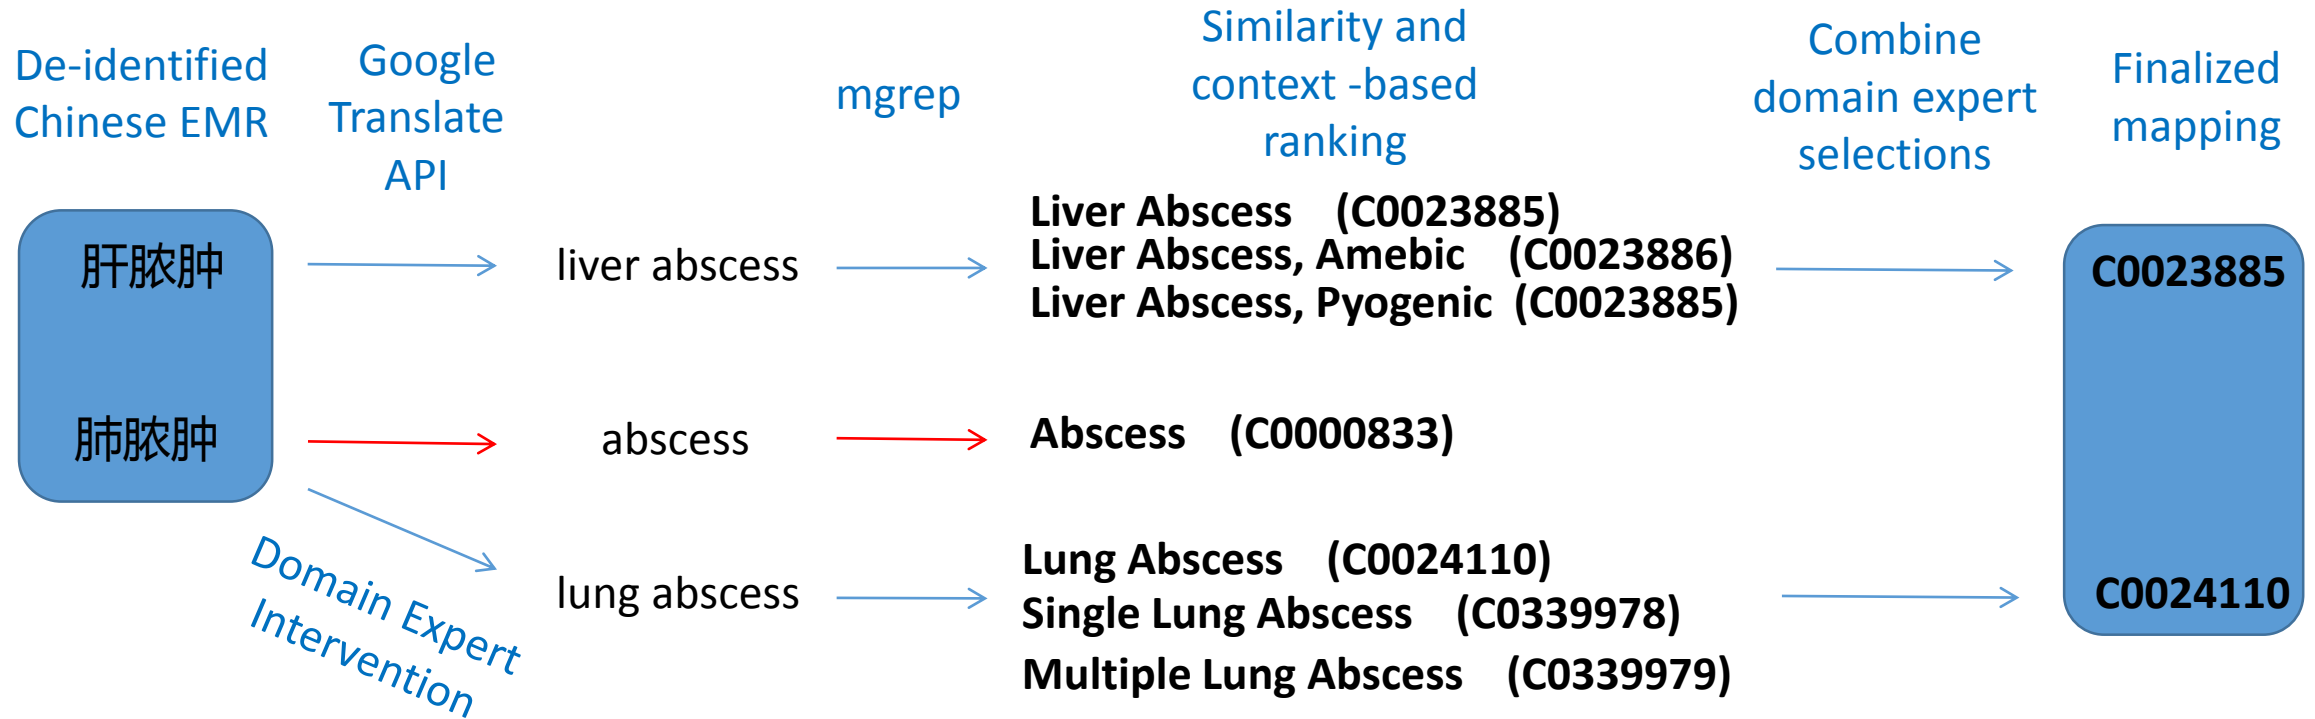 De-identified
Chinese EMR
Google
Translate
API
mgrep
Similarity and
context -based
ranking
Combine
domain expert
selections
Finalized
mapping
肝脓肿
liver abscess
Liver Abscess (C0023885)
Liver Abscess, Amebic (C0023886)
Liver Abscess, Pyogenic (C0023885)
C0023885
肺脓肿
abscess
Abscess (C0000833)
Domain Expert
Intervention
lung abscess
Lung Abscess (C0024110)
Single Lung Abscess (C0339978)
Multiple Lung Abscess (C0339979)
C0024110